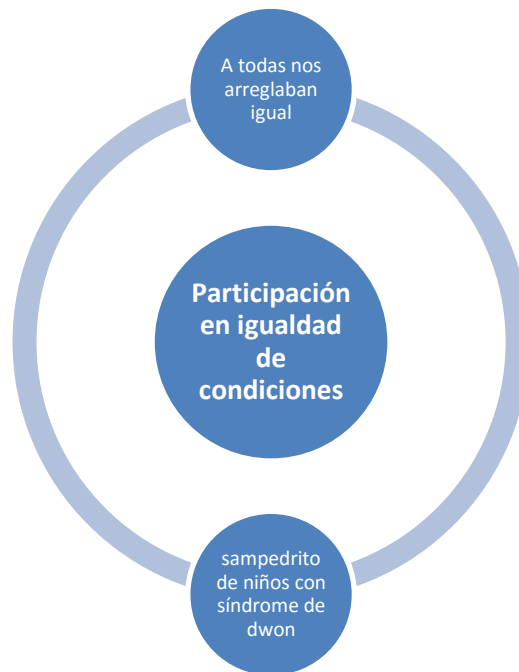 A todas nos
arreglaban
igual
Participación
en igualdad
de
condiciones
sampedrito
de niños con
síndrome de
dwon